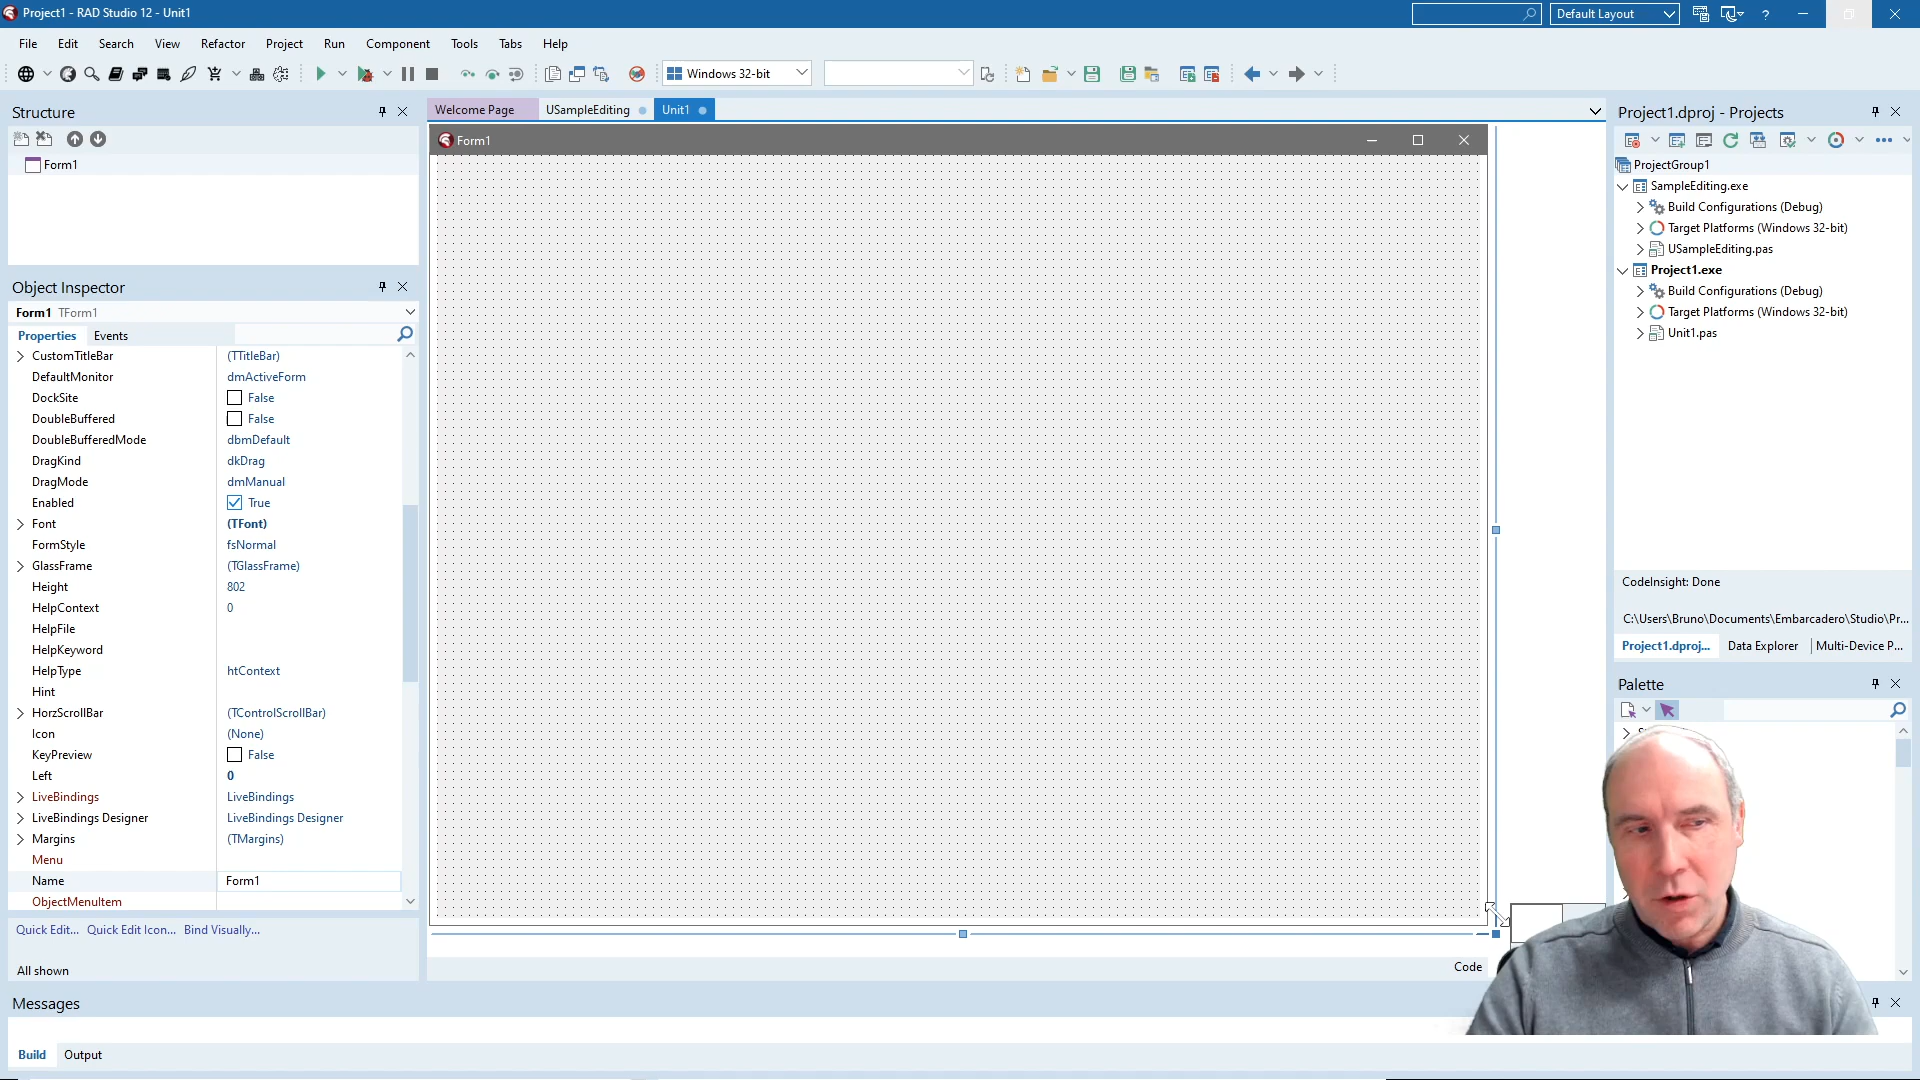 Project1 - RAD Studio 12 - Unit1
Default Layout
?
File Edit Search View Refactor Project Run Component Tools Tabs Help
Windows 32-bit
Structure
Form1
Object Inspector
Form1 TForm1
Properties Events
CustomTitleBar (TTitleBar)
DefaultMonitor dmActiveForm
DockSite False
DoubleBuffered False
DoubleBufferedMode dbmDefault
DragKind dkDrag
DragMode dmManual
Enabled True
Font (TFont)
FormStyle fsNormal
GlassFrame (TGlassFrame)
Height 802
HelpContext 0
HelpFile
HelpKeyword
HelpType htContext
Hint
HorzScrollBar (TControlScrollBar)
Icon (None)
KeyPreview False
Left 0
LiveBindings LiveBindings
LiveBindings Designer LiveBindings Designer
Margins (TMargins)
Menu
Name Form1
ObjectMenuItem
Quick Edit... Quick Edit Icon... Bind Visually...
All shown
Welcome Page USampleEditing Unit1
Form1
Code
Project1.dproj - Projects
ProjectGroup1
SampleEditing.exe
Build Configurations (Debug)
Target Platforms (Windows 32-bit)
USampleEditing.pas
Project1.exe
Build Configurations (Debug)
Target Platforms (Windows 32-bit)
Unit1.pas
CodeInsight: Done
C:\Users\Bruno\Documents\Embarcadero\Studio\Pr...
Project1.dproj... Data Explorer Multi-Device P...
Palette
Messages
Build Output